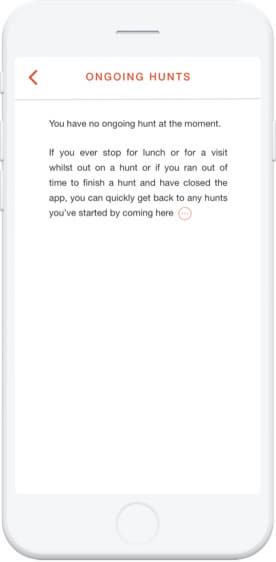 ONGOING HUNTS
You have no ongoing hunt at the moment.
If you ever stop for lunch or for a visit
whilst out on a hunt or if you ran out of
time to finish a hunt and have closed the
app, you can quickly get back to any hunts
you've started by coming here